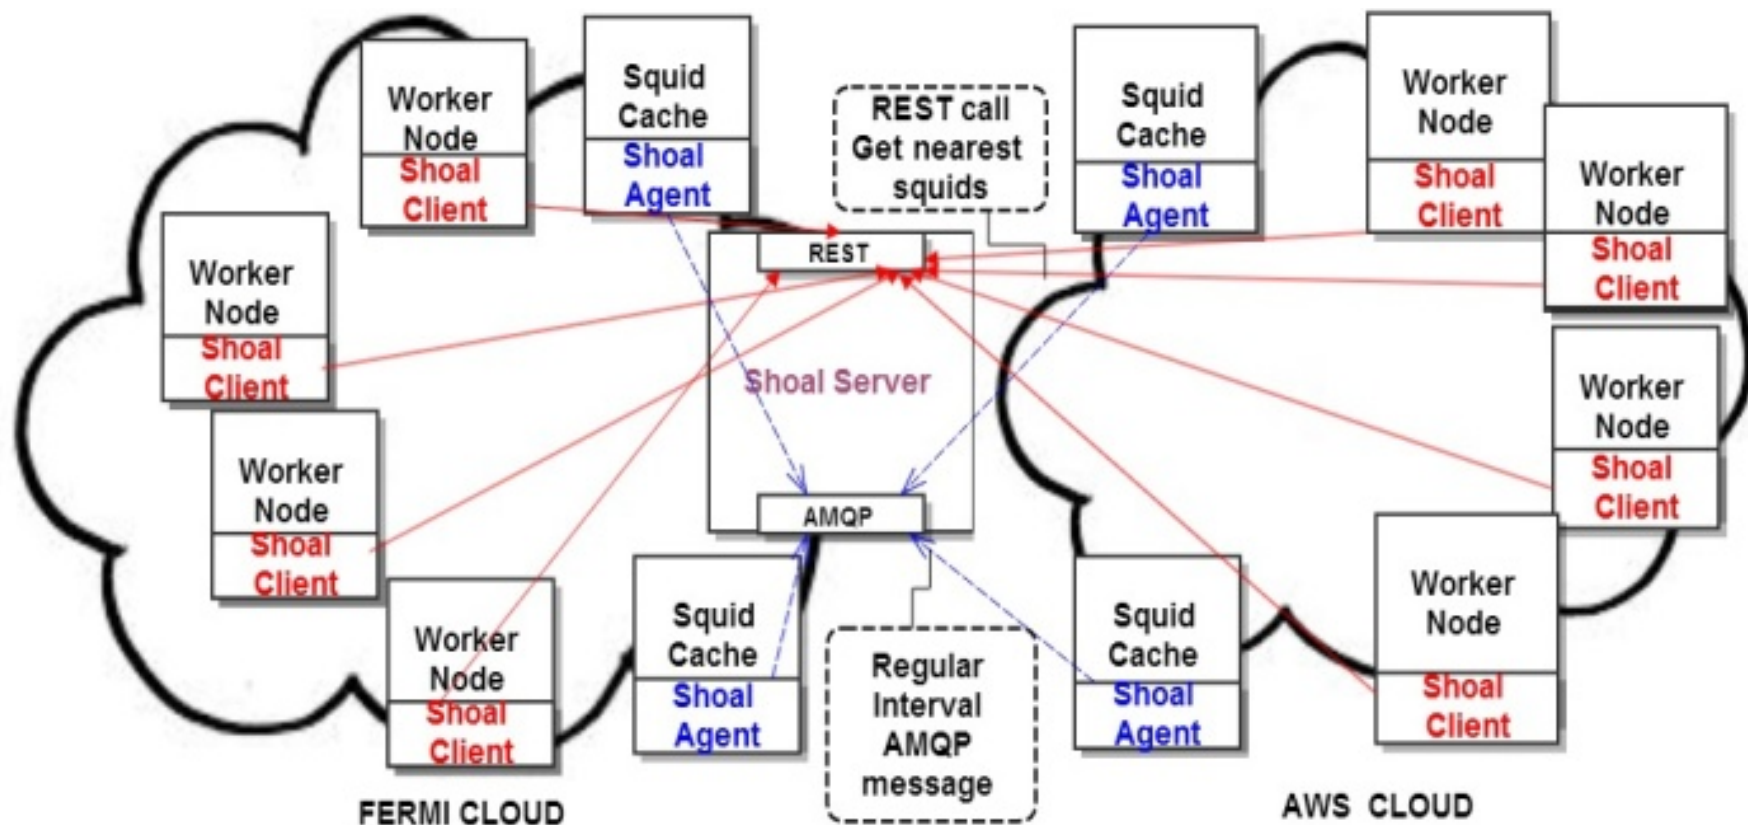 Worker
Node
Shoal
Client
Squid
Cache
Shoal
Agent
REST call
Get nearest
squids
Squid
Cache
Shoal
Agent
Worker
Node
Shoal
Client
Worker
Node
Shoal
Client
Worker
Node
Shoal
Client
REST
Shoal Server
AMQP
Worker
Node
Shoal
Client
Worker
Node
Shoal
Client
Worker
Node
Shoal
Client
Squid
Cache
Shoal
Agent
Regular
Interval
AMQP
message
Squid
Cache
Shoal
Agent
Worker
Node
Shoal
Client
FERMI CLOUD
AWS CLOUD